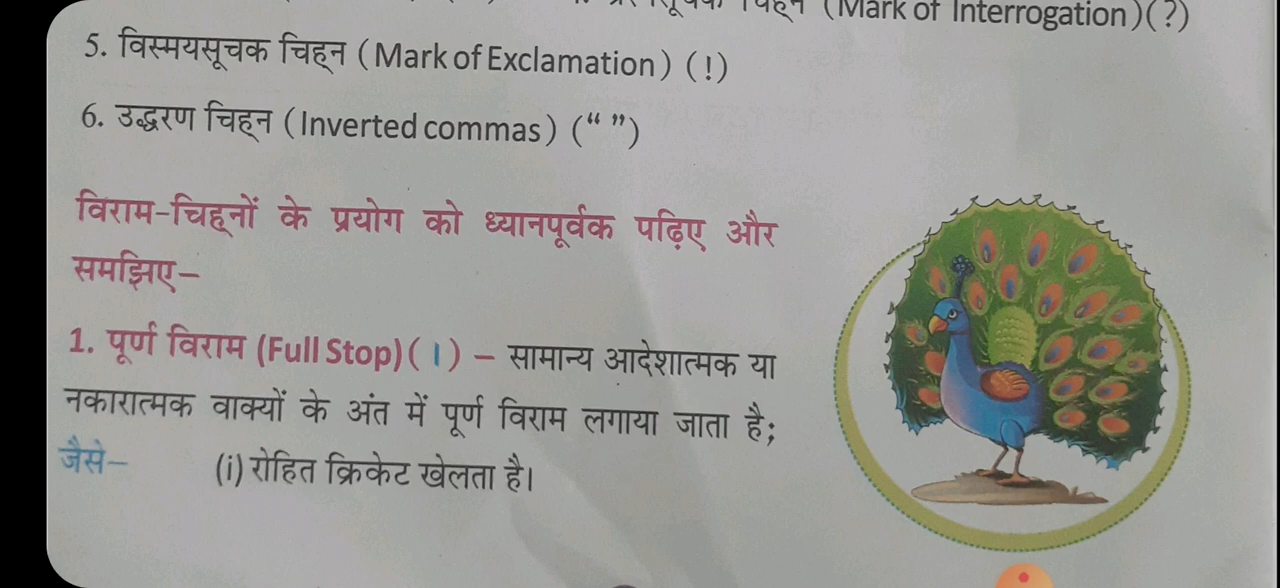 चिह्न (Mark of Interrogation)(?)
5. विस्मयसूचक चिह्न (Mark of Exclamation) (!)
6. उद्धरण चिह्न (Inverted commas) (“ ”)
विराम-चिह्नों के प्रयोग को ध्यानपूर्वक पढ़िए और
समझिए–
1. पूर्ण विराम (Full Stop)(।) – सामान्य आदेशात्मक या
नकारात्मक वाक्यों के अंत में पूर्ण विराम लगाया जाता है;
जैसे– (i) रोहित क्रिकेट खेलता है।